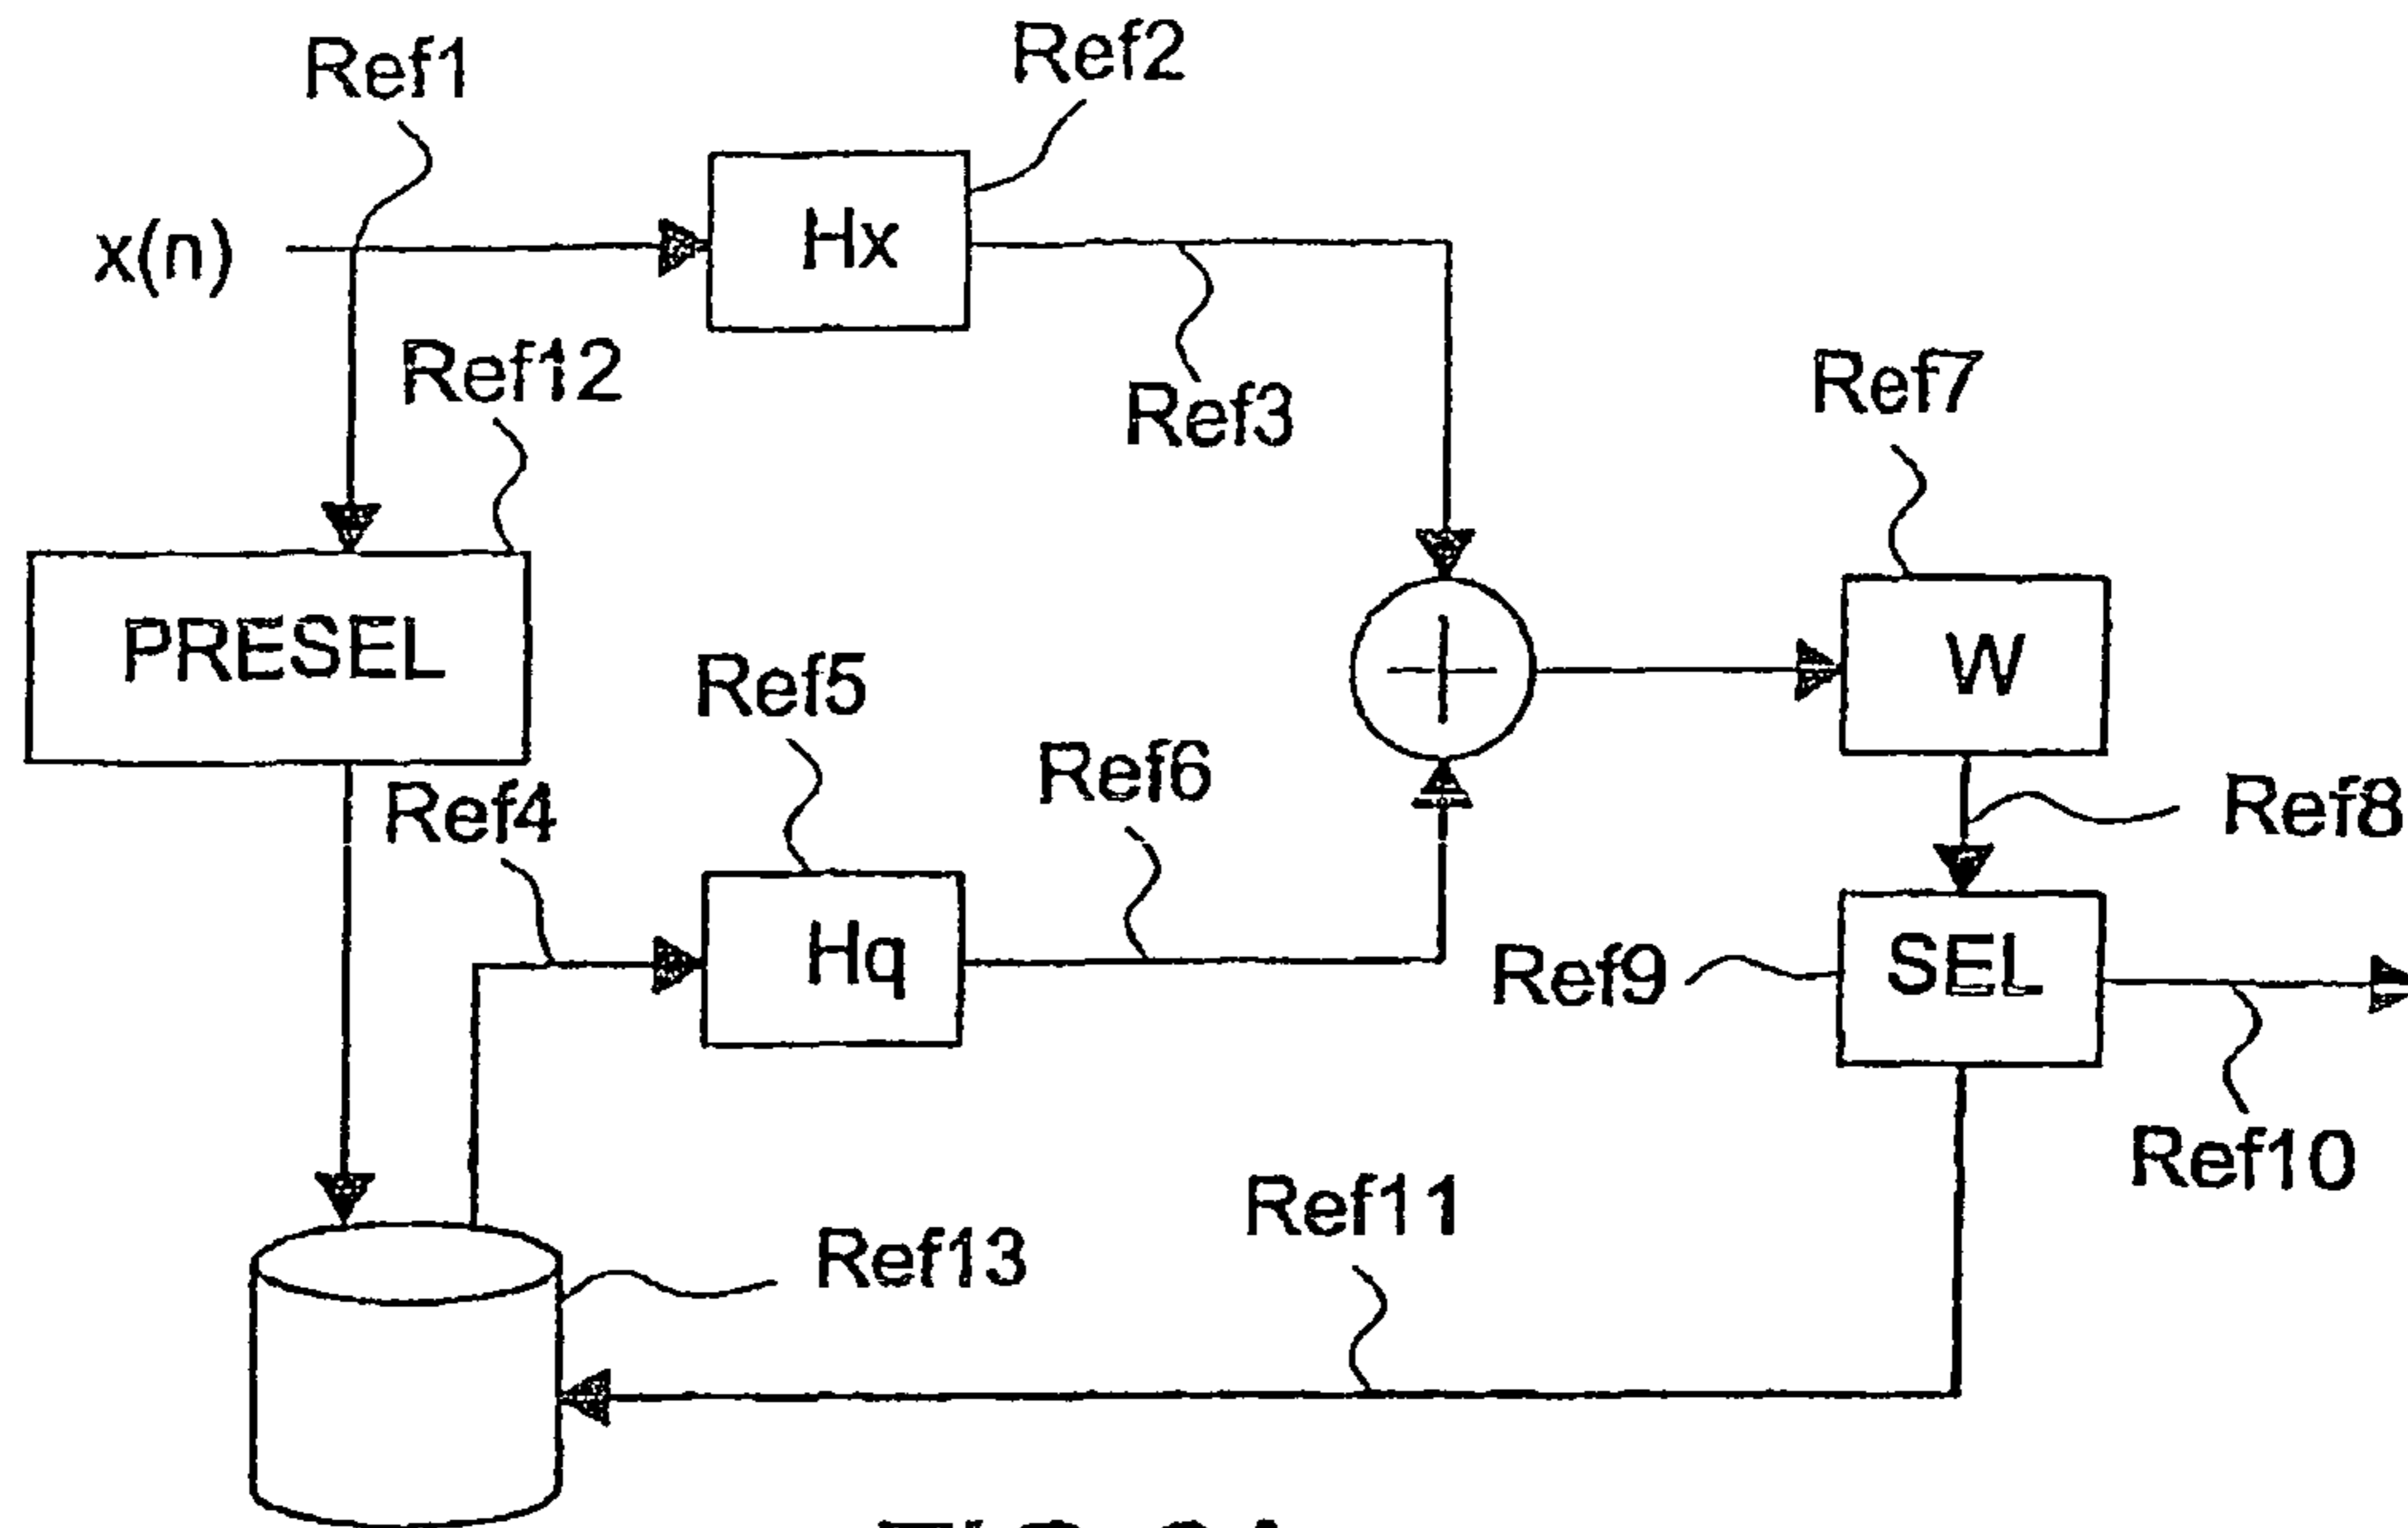 Ref1
Ref2
x(n)
Hx
Ref12
Ref3
Ref7
PRESEL
Ref5
W
Ref4
Ref6
Ref8
Hq
Ref9
SEL
Ref10
Ref11
Ref13